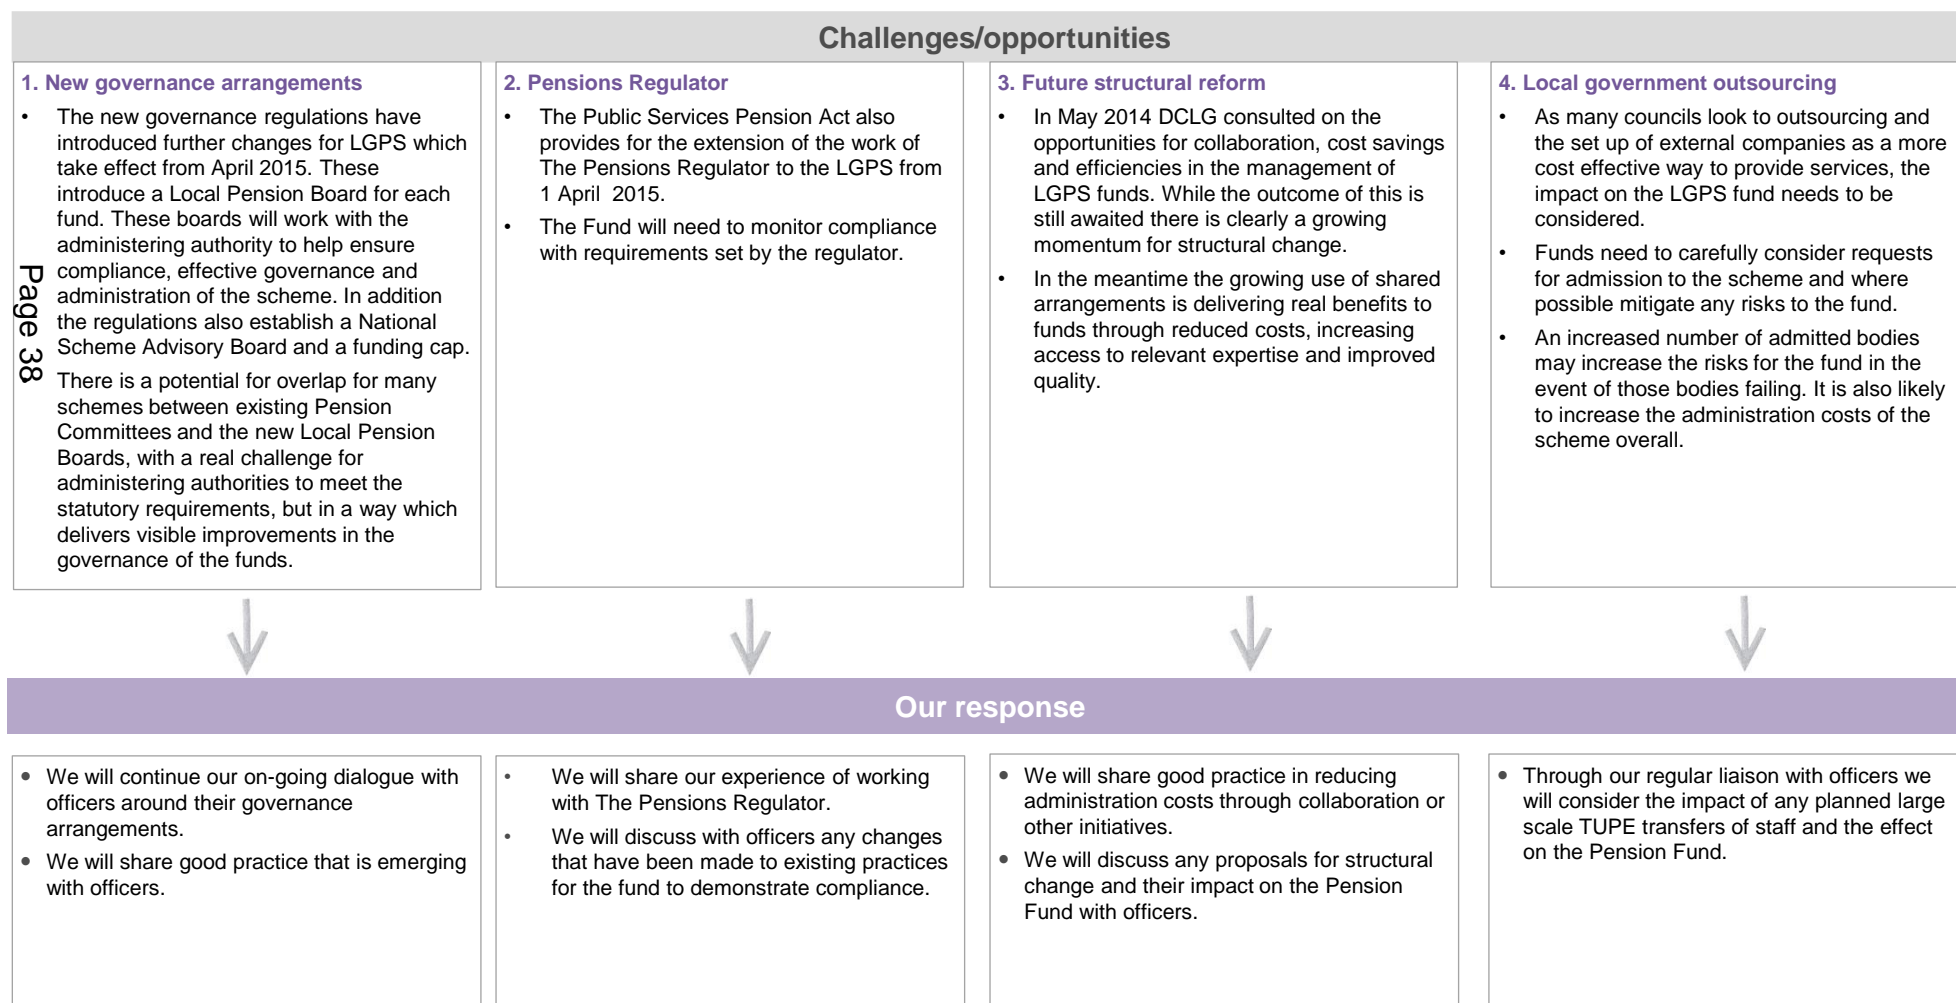 Challenges/opportunities
1. New governance arrangements
• The new governance regulations have
introduced further changes for LGPS which
take effect from April 2015. These
introduce a Local Pension Board for each
fund. These boards will work with the
administering authority to help ensure
compliance, effective governance and
administration of the scheme. In addition
the regulations also establish a National
Scheme Advisory Board and a funding cap.
There is a potential for overlap for many
schemes between existing Pension
Committees and the new Local Pension
Boards, with a real challenge for
administering authorities to meet the
statutory requirements, but in a way which
delivers visible improvements in the
governance of the funds.
Page 38
2. Pensions Regulator
• The Public Services Pension Act also
provides for the extension of the work of
The Pensions Regulator to the LGPS from
1 April 2015.
• The Fund will need to monitor compliance
with requirements set by the regulator.
3. Future structural reform
• In May 2014 DCLG consulted on the
opportunities for collaboration, cost savings
and efficiencies in the management of
LGPS funds. While the outcome of this is
still awaited there is clearly a growing
momentum for structural change.
• In the meantime the growing use of shared
arrangements is delivering real benefits to
funds through reduced costs, increasing
access to relevant expertise and improved
quality.
4. Local government outsourcing
• As many councils look to outsourcing and
the set up of external companies as a more
cost effective way to provide services, the
impact on the LGPS fund needs to be
considered.
• Funds need to carefully consider requests
for admission to the scheme and where
possible mitigate any risks to the fund.
• An increased number of admitted bodies
may increase the risks for the fund in the
event of those bodies failing. It is also likely
to increase the administration costs of the
scheme overall.
Our response
• We will continue our on-going dialogue with
officers around their governance
arrangements.
• We will share good practice that is emerging
with officers.
• We will share our experience of working
with The Pensions Regulator.
• We will discuss with officers any changes
that have been made to existing practices
for the fund to demonstrate compliance.
• We will share good practice in reducing
administration costs through collaboration or
other initiatives.
• We will discuss any proposals for structural
change and their impact on the Pension
Fund with officers.
• Through our regular liaison with officers we
will consider the impact of any planned large
scale TUPE transfers of staff and the effect
on the Pension Fund.